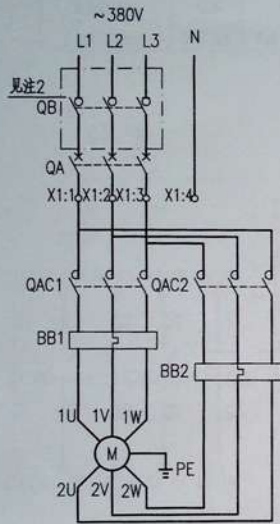 ~380V
L1 L2 L3 N
见注2
QB
QA
X1:1 X1:2 X1:3 X1:4
QAC1 QAC2
BB1
BB2
1U 1V 1W
M
PE
2U 2V 2W